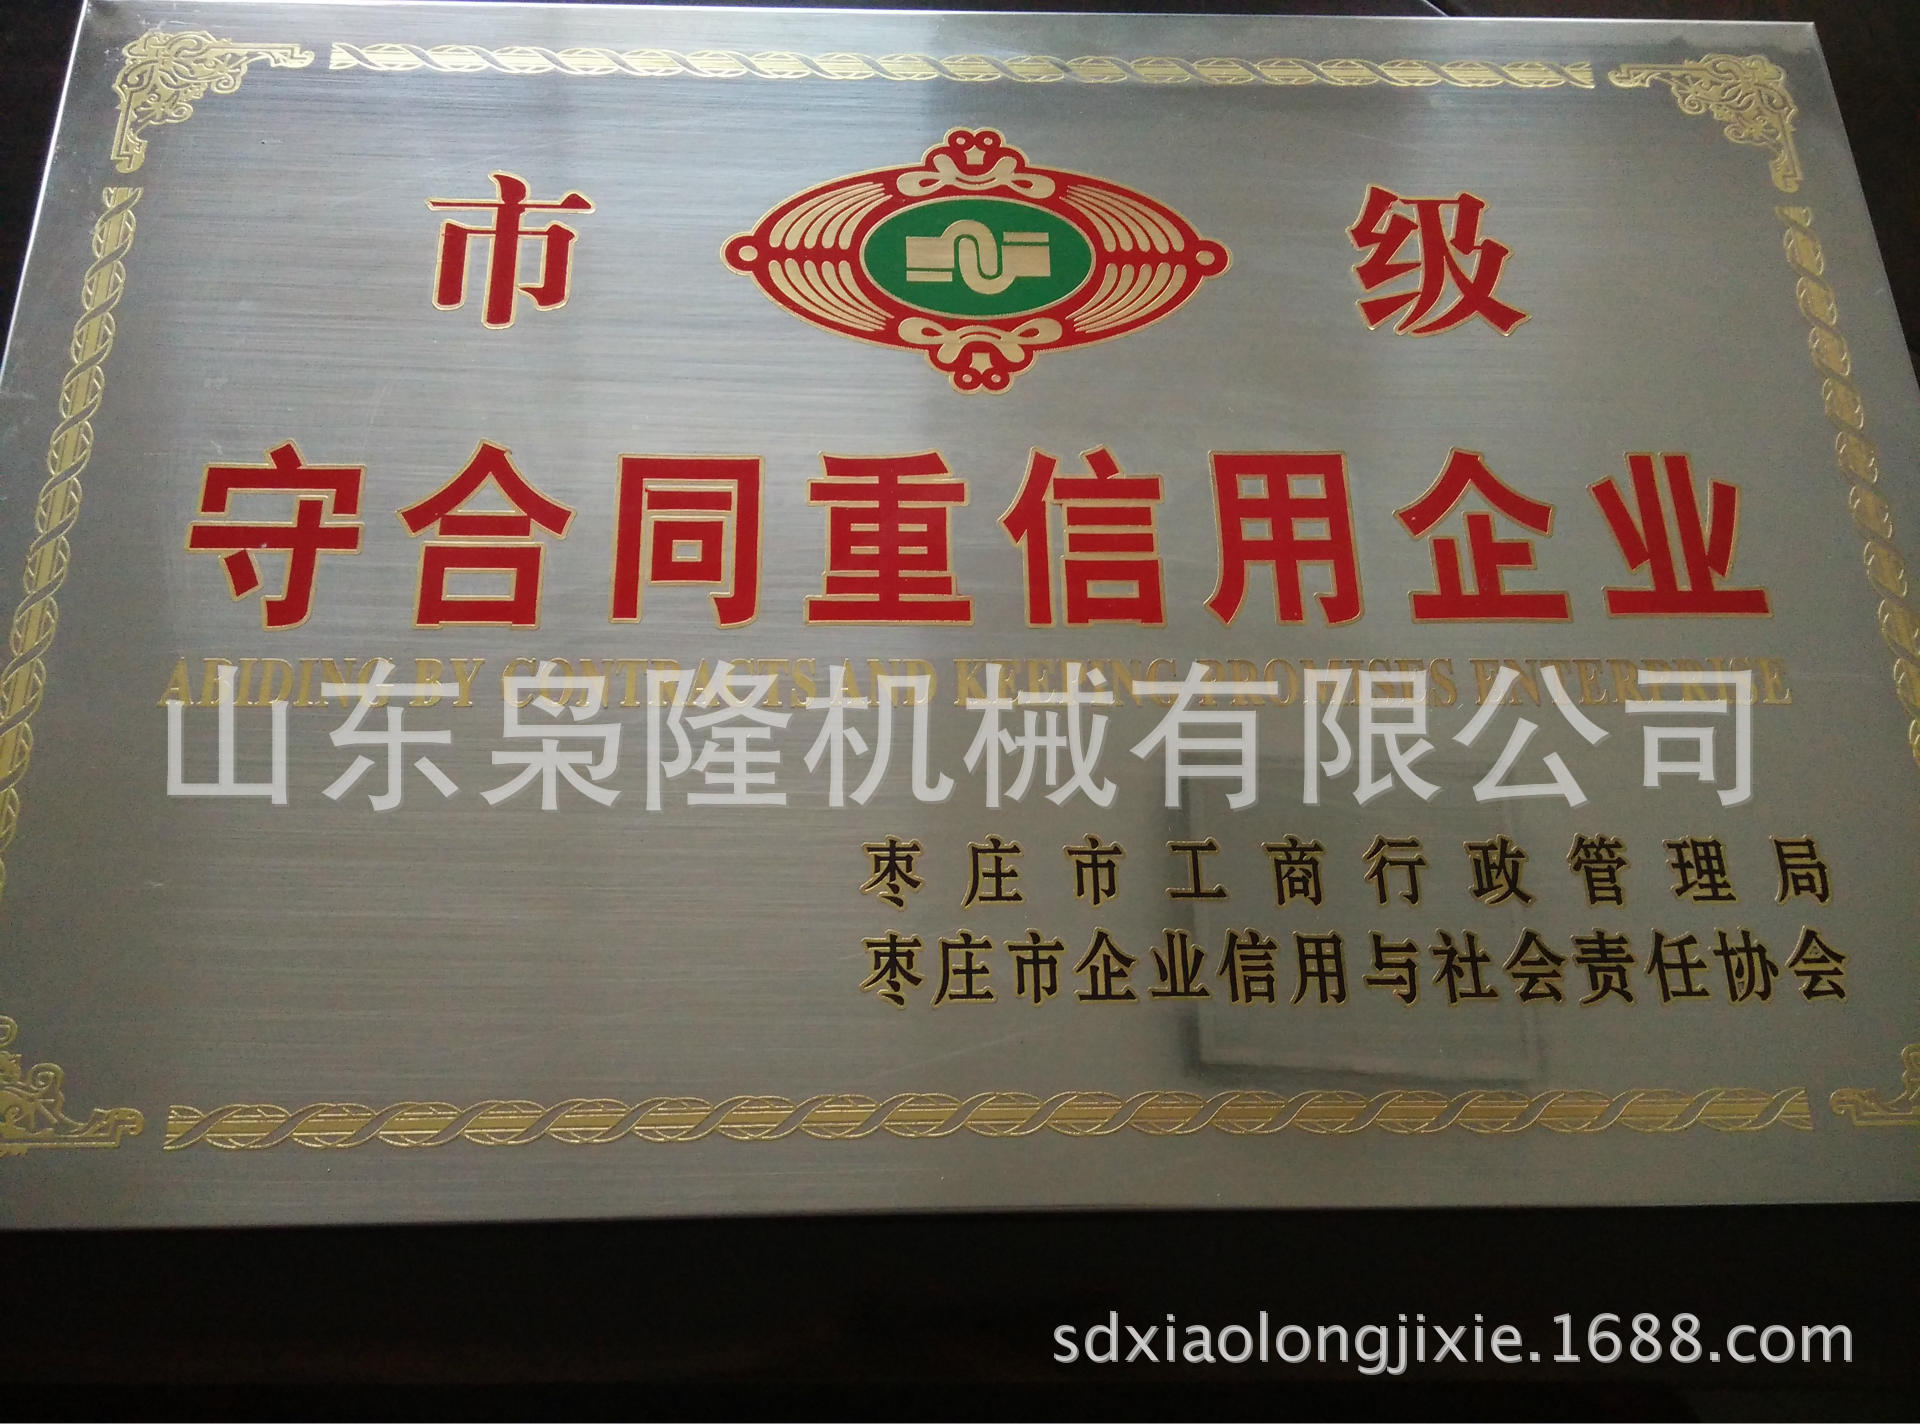 市 级
守合同重信用企业
ABIDING BY CONTRACTS AND KEEPING PROMISES ENTERPRISE
山东枭隆机械有限公司
枣庄市工商行政管理局
枣庄市企业信用与社会责任协会
sdxiaolongjixie.1688.com